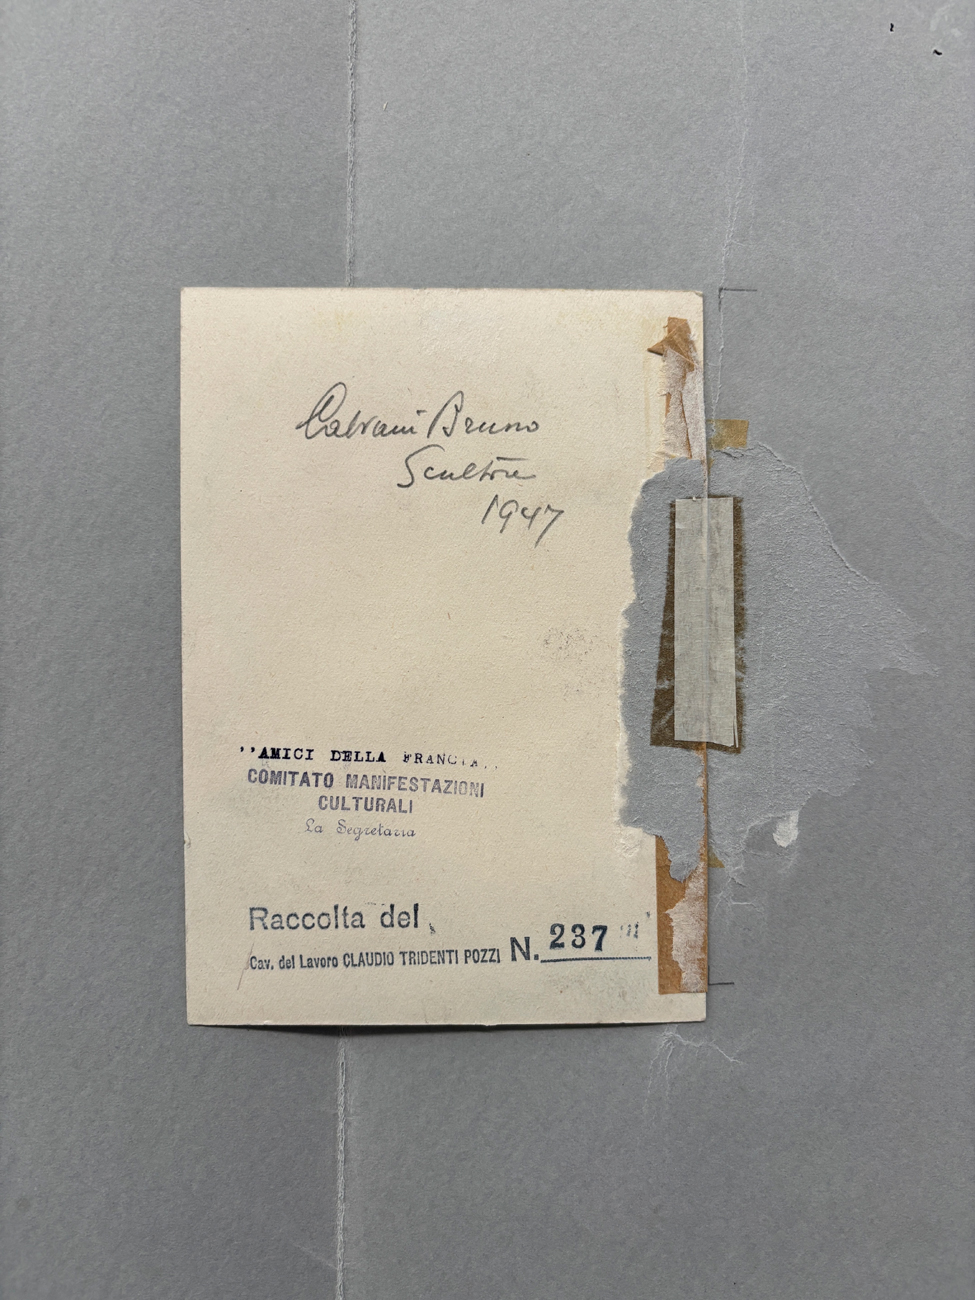 Calvani Bruno
Scultore
1947
''AMICI DELLA FRANCIA,,
COMITATO MANIFESTAZIONI
CULTURALI
La Segretaria
Raccolta del
Cav. del Lavoro CLAUDIO TRIDENTI POZZI N. 237